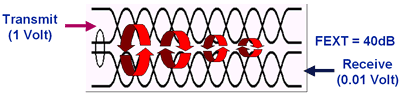 Transmit
(1 Volt)
FEXT = 40dB
Receive
(0.01 Volt)